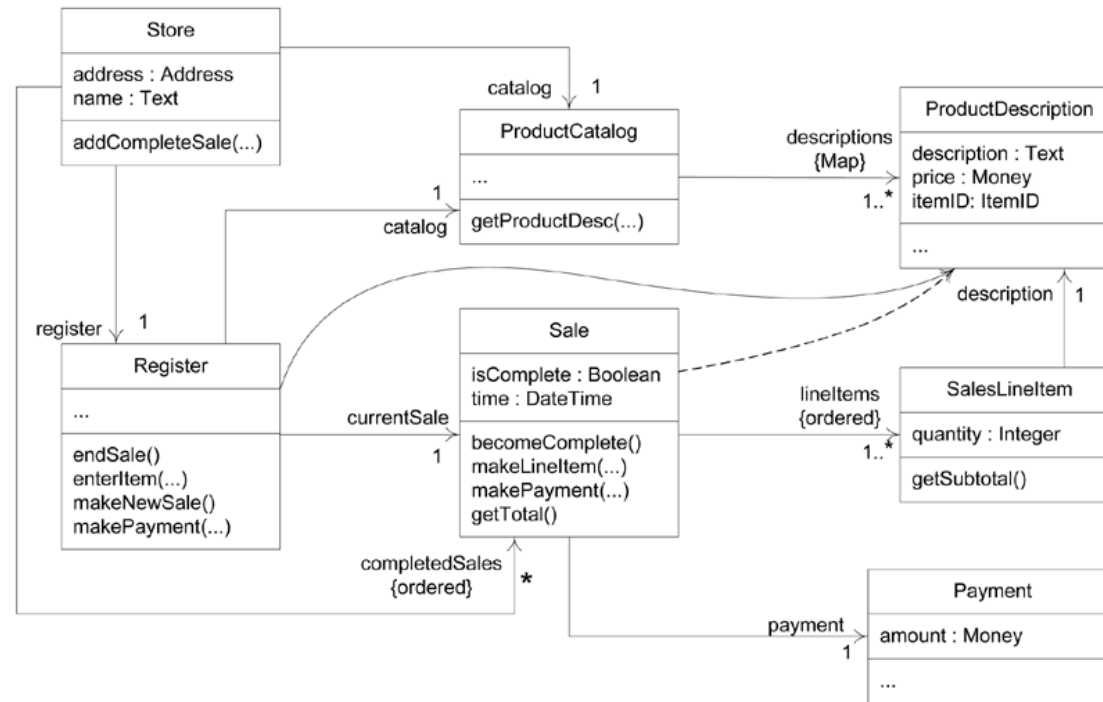 Store
address : Address
name : Text
addCompleteSale(...)
catalog
1
ProductCatalog
...
getProductDesc(...)
descriptions
{Map}
1..*
ProductDescription
description : Text
price : Money
itemID: ItemID
...
1
catalog
register
1
Register
...
endSale()
enterItem(...)
makeNewSale()
makePayment(...)
currentSale
1
Sale
isComplete : Boolean
time : DateTime
becomeComplete()
makeLineItem(...)
makePayment(...)
getTotal()
description
1
lineItems
{ordered}
1..*
SalesLineItem
quantity : Integer
getSubtotal()
completedSales
{ordered}
*
payment
1
Payment
amount : Money
...